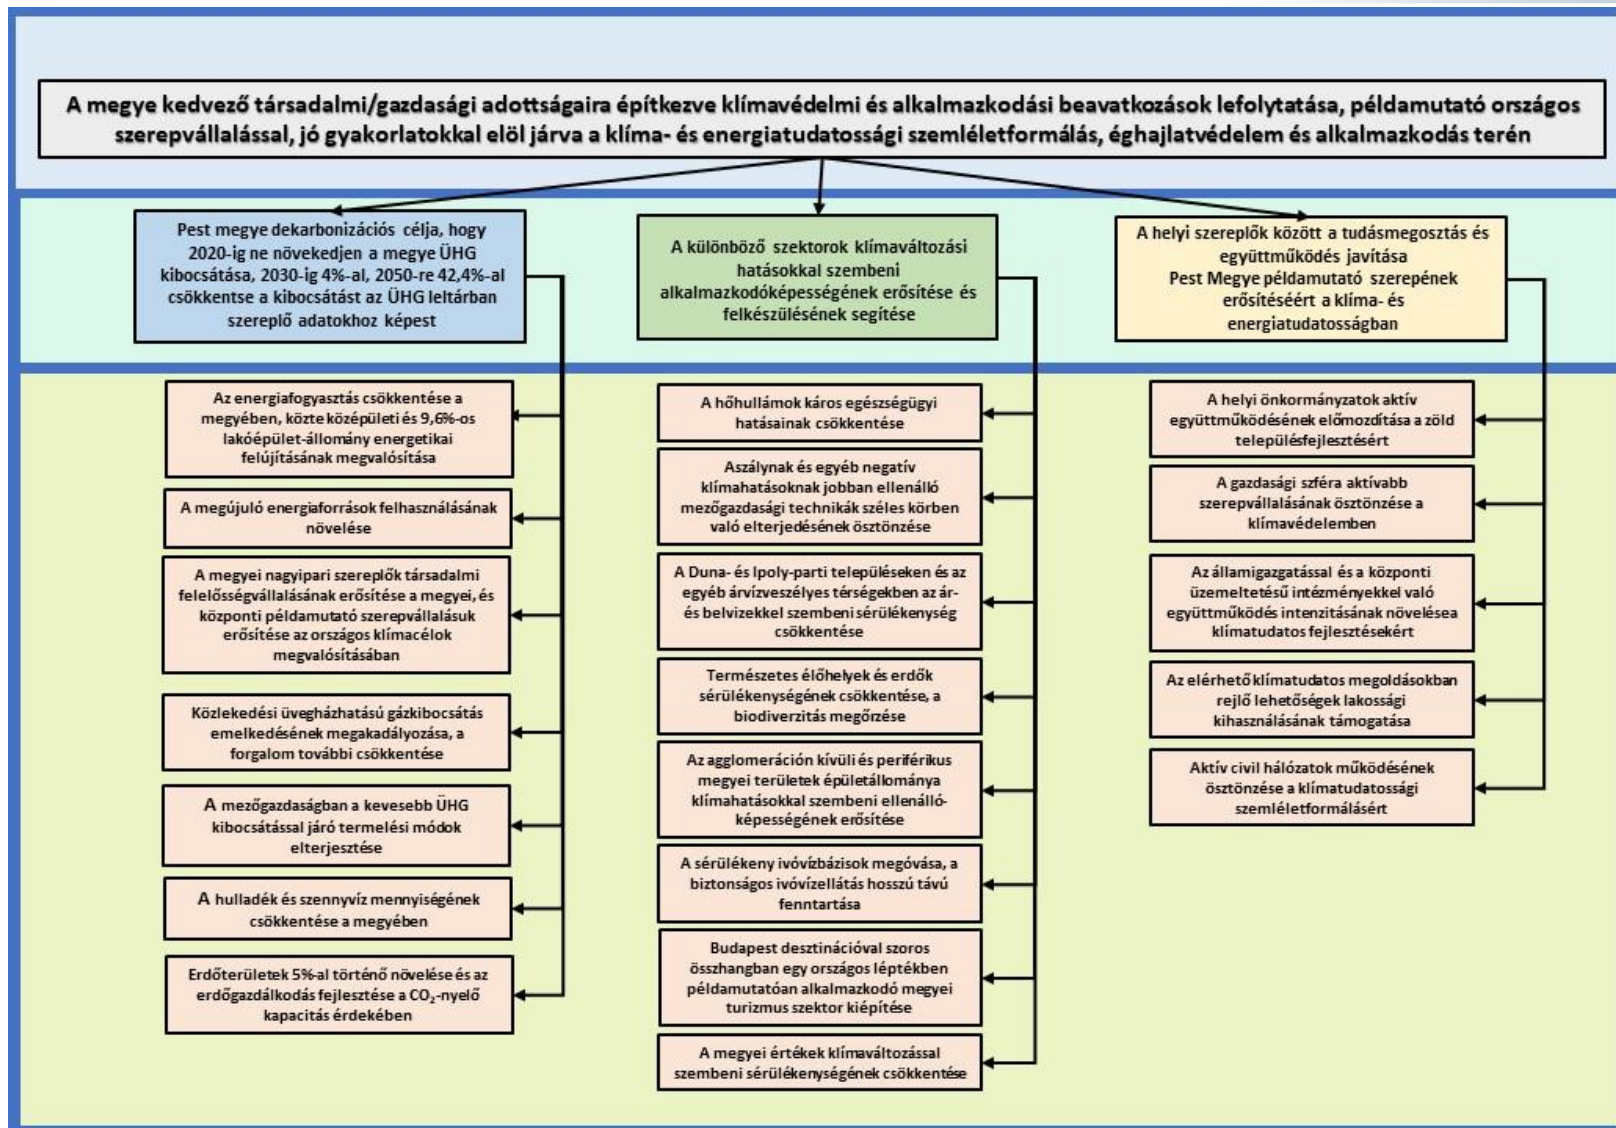 A megye kedvező társadalmi/gazdasági adottságaira építkezve klímavédelmi és alkalmazkodási beavatkozások lefolytatása, példamutató országos
szerepvállalással, jó gyakorlatokkal elöl járva a klíma- és energiatudatossági szemléletformálás, éghajlatvédelem és alkalmazkodás terén
Pest megye dekarbonizációs célja, hogy
2020-ig ne növekedjen a megye ÜHG
kibocsátása, 2030-ig 4%-al, 2050-re 42,4%-al
csökkentse a kibocsátást az ÜHG leltárban
szereplő adatokhoz képest
Az energiafogyasztás csökkentése a
megyében, közte középületi és 9,6%-os
lakóépület-állomány energetikai
felújításának megvalósítása
A megújuló energiaforrások felhasználásának
növelése
A megyei nagyipari szereplők társadalmi
felelősségvállalásának erősítése a megyei, és
központi példamutató szerepvállalásuk
erősítése az országos klímacélok
megvalósításában
Közlekedési üvegházhatású gázkibocsátás
emelkedésének megakadályozása, a
forgalom további csökkentése
A mezőgazdaságban a kevesebb ÜHG
kibocsátással járó termelési módok
elterjesztése
A hulladék és szennyvíz mennyiségének
csökkentése a megyében
Erdőterületek 5%-al történő növelése és az
erdőgazdálkodás fejlesztése a CO₂-nyelő
kapacitás érdekében
A különböző szektorok klímaváltozási
hatásokkal szembeni
alkalmazkodóképességének erősítése és
felkészülésének segítése
A hőhullámok káros egészségügyi
hatásainak csökkentése
Aszálynak és egyéb negatív
klímahatásoknak jobban ellenálló
mezőgazdasági technikák széles körben
való elterjedésének ösztönzése
A Duna- és Ipoly-parti településeken és az
egyéb árvízveszélyes térségekben az ár-
és belvizekkel szembeni sérülékenység
csökkentése
Természetes élőhelyek és erdők
sérülékenységének csökkentése, a
biodiverzitás megőrzése
Az agglomeráción kívüli és periférikus
megyei területek épületállománya
klímahatásokkal szembeni ellenálló-
képességének erősítése
A sérülékeny ivóvízbázisok megóvása, a
biztonságos ivóvízellátás hosszú távú
fenntartása
Budapest desztinációval szoros
összhangban egy országos léptékben
példamutatóan alkalmazkodó megyei
turizmus szektor kiépítése
A megyei értékek klímaváltozással
szembeni sérülékenységének csökkentése
A helyi szereplők között a tudásmegosztás és
együttműködés javítása
Pest Megye példamutató szerepének
erősítéséért a klíma- és
energiatudatosságban
A helyi önkormányzatok aktív
együttműködésének előmozdítása a zöld
településfejlesztésért
A gazdasági szféra aktívabb
szerepvállalásának ösztönzése a
klímavédelemben
Az államigazgatással és a központi
üzemeltetésű intézményekkel való
együttműködés intenzitásának növelésea
klímatudatos fejlesztésekért
Az elérhető klímatudatos megoldásokban
rejlő lehetőségek lakossági
kihasználásának támogatása
Aktív civil hálózatok működésének
ösztönzése a klímatudatossági
szemléletformálásért